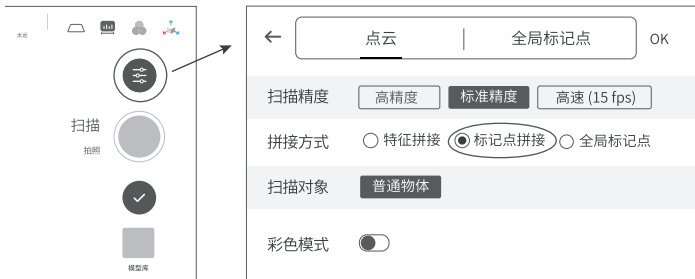 太近
扫描
拍照
模型库
点云 全局标记点 OK
扫描精度 高精度 标准精度 高速 (15 fps)
拼接方式 特征拼接 标记点拼接 全局标记点
扫描对象 普通物体
彩色模式